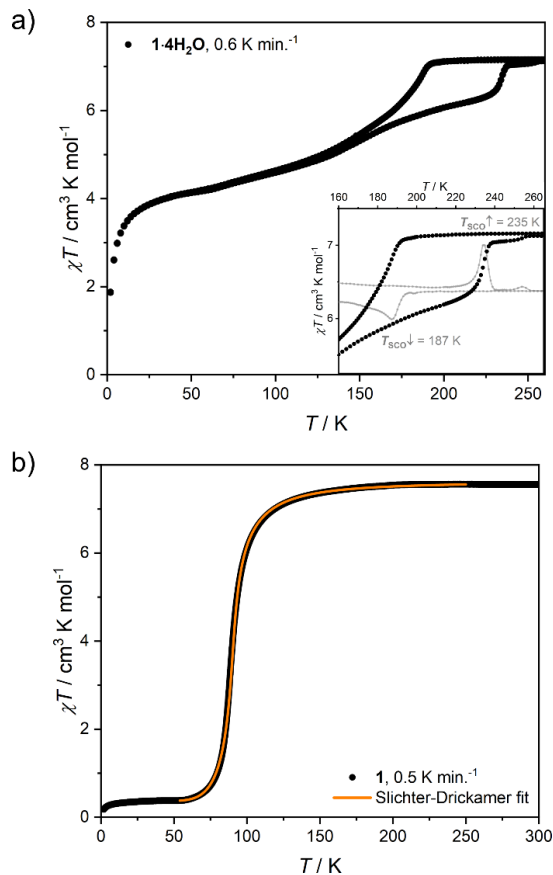 a)
8
6
4
2
0
χT / cm³ K mol⁻¹
1·4H₂O, 0.6 K min.⁻¹
T / K
160 180 200 220 240 260
7
6
χT / cm³ K mol⁻¹
T_SCO↑ = 235 K
T_SCO↓ = 187 K
T / K
0 50 100 150 200 250
T / K
b)
8
6
4
2
0
χT / cm³ K mol⁻¹
1, 0.5 K min.⁻¹
Slichter-Drickamer fit
0 50 100 150 200 250 300
T / K